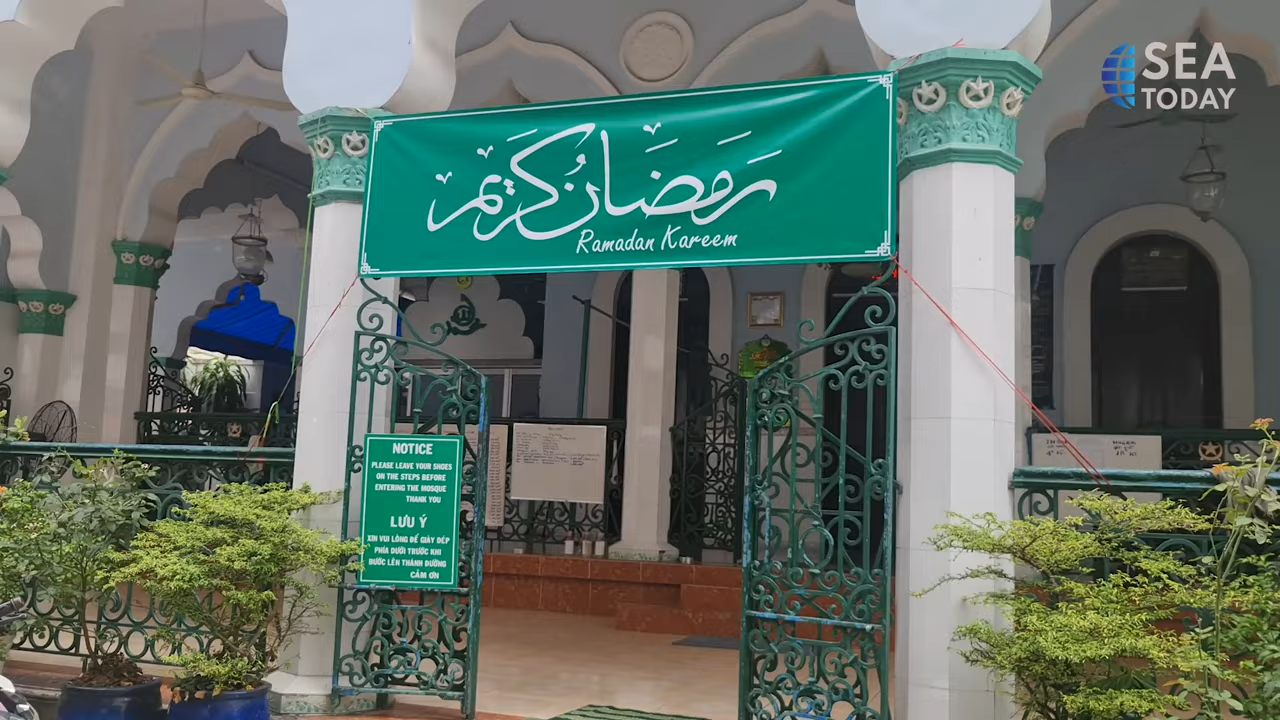 SEA
TODAY
رمضان كريم
Ramadan Kareem
NOTICE
PLEASE LEAVE YOUR SHOES
ON THE STEPS BEFORE
ENTERING THE MOSQUE
THANK YOU
LƯU Ý
XIN VUI LÒNG ĐỂ GIÀY DÉP
PHÍA DƯỚI TRƯỚC KHI
BƯỚC LÊN THÁNH ĐƯỜNG
CẢM ƠN